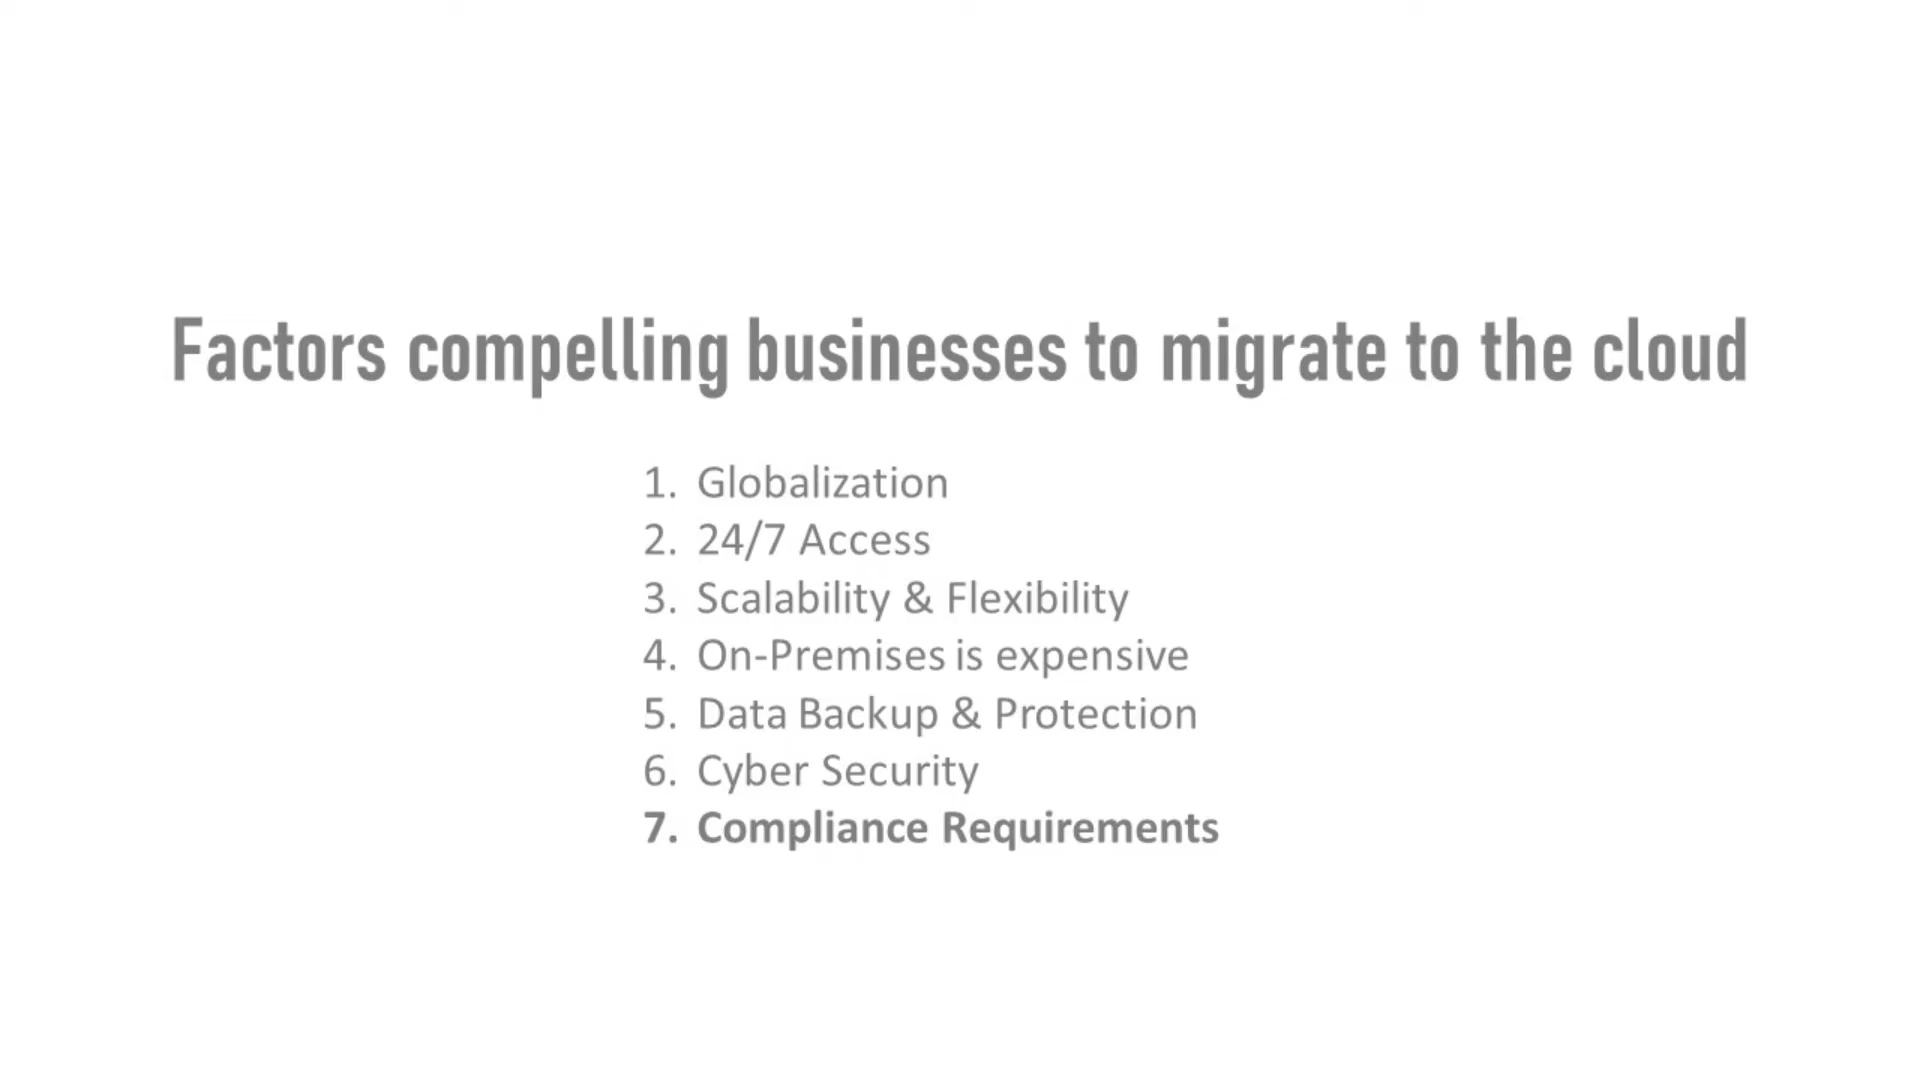 Factors compelling businesses to migrate to the cloud
1. Globalization
2. 24/7 Access
3. Scalability & Flexibility
4. On-Premises is expensive
5. Data Backup & Protection
6. Cyber Security
7. Compliance Requirements